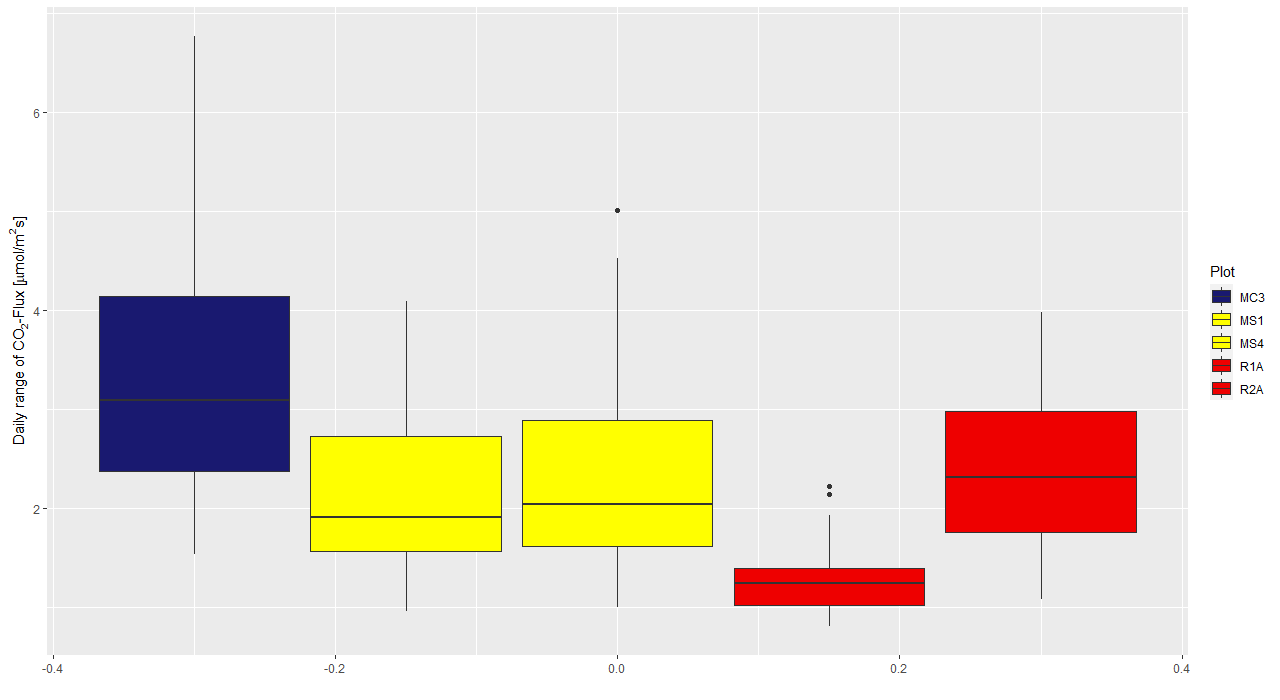 6
4
2
Daily range of CO₂-Flux [μmol/m²s]
-0.4
-0.2
0.0
0.2
0.4
Plot
MC3
MS1
MS4
R1A
R2A